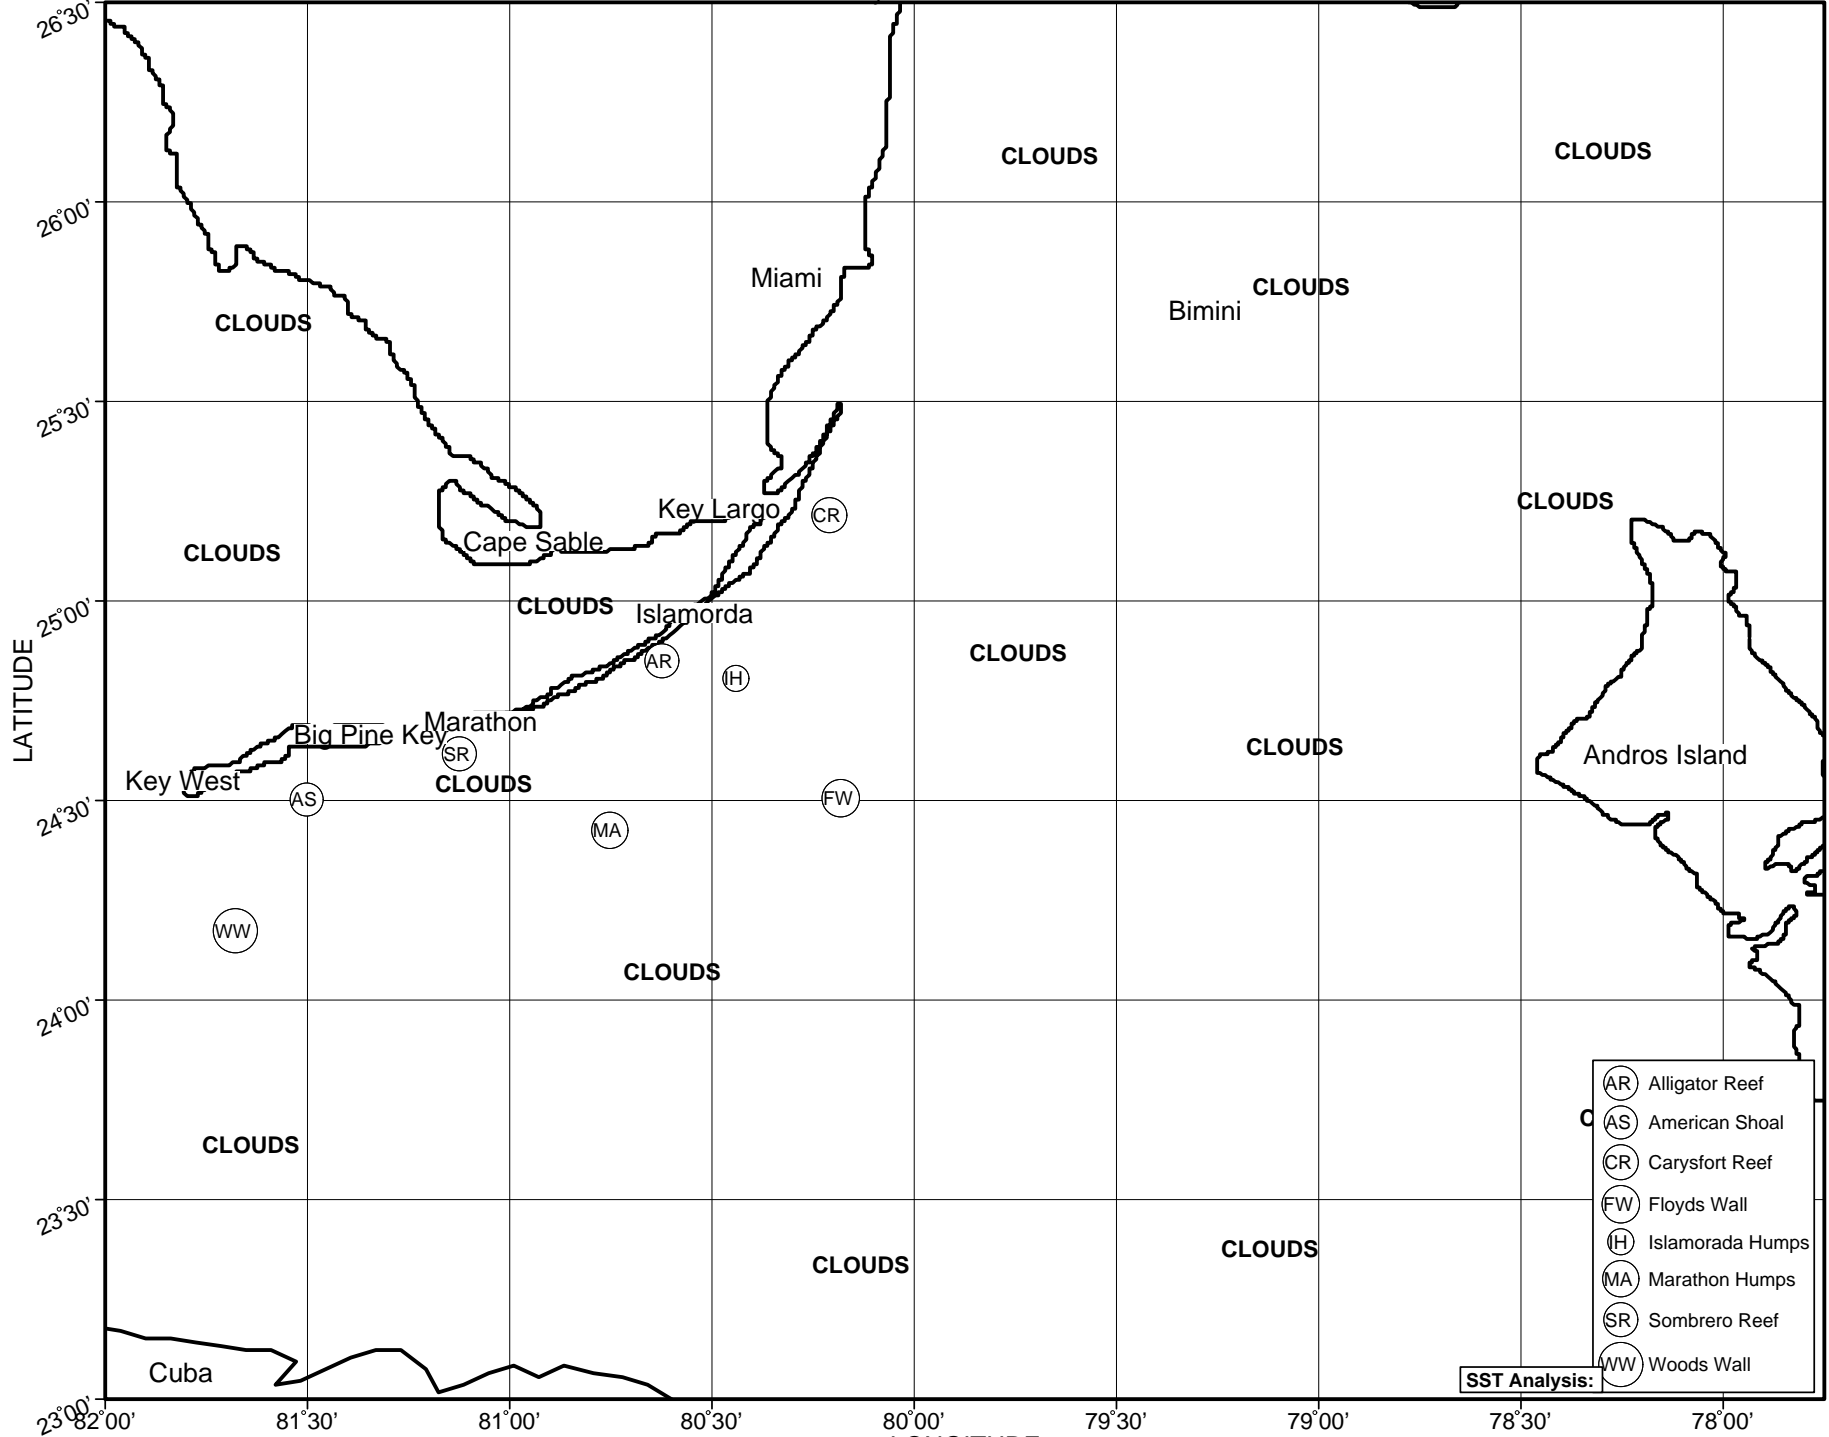 26°30'
CLOUDS
CLOUDS
26°00'
Miami
CLOUDS
Bimini
CLOUDS
25°30'
CLOUDS
Key Largo
CR
Cape Sable
CLOUDS
25°00'
CLOUDS
Islamorda
CLOUDS
AR
IH
LATITUDE
Marathon
Big Pine Key
SR
CLOUDS
Andros Island
Key West
CLOUDS
AS
FW
24°30'
MA
WW
CLOUDS
24°00'
AR Alligator Reef
AS American Shoal
CLOUDS
CR Carysfort Reef
23°30'
FW Floyds Wall
IH Islamorada Humps
CLOUDS
CLOUDS
MA Marathon Humps
SR Sombrero Reef
WW Woods Wall
Cuba
SST Analysis:
23°00'
82°00' 81°30' 81°00' 80°30' 80°00' 79°30' 79°00' 78°30' 78°00'